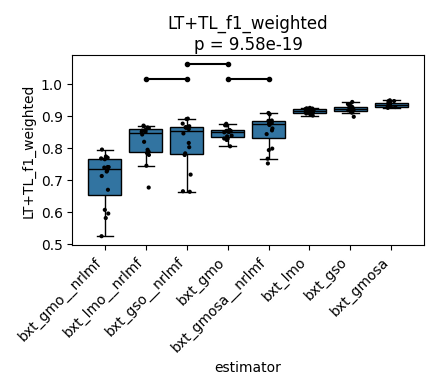 LT+TL_f1_weighted
p = 9.58e-19
LT+TL_f1_weighted
1.0
0.9
0.8
0.7
0.6
0.5
bxt_gmo__nrlmf
bxt_lmo__nrlmf
bxt_gso__nrlmf
bxt_gmo
bxt_gmosa__nrlmf
bxt_lmo
bxt_gso
bxt_gmosa
estimator